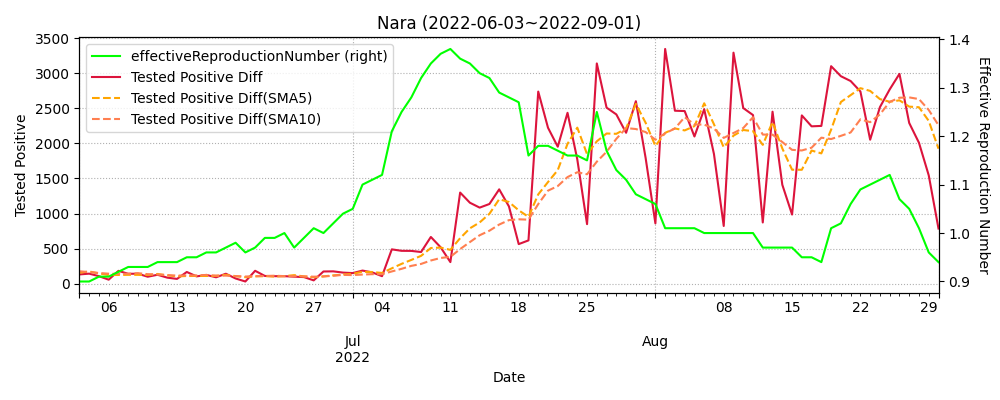 Nara (2022-06-03~2022-09-01)
effectiveReproductionNumber (right)
Tested Positive Diff
Tested Positive Diff(SMA5)
Tested Positive Diff(SMA10)
Tested Positive
3500
3000
2500
2000
1500
1000
500
0
1.4
1.3
1.2
1.1
1.0
0.9
Effective Reproduction Number
06 13 20 27 04 11 18 25 08 15 22 29
Jul Aug
2022
Date